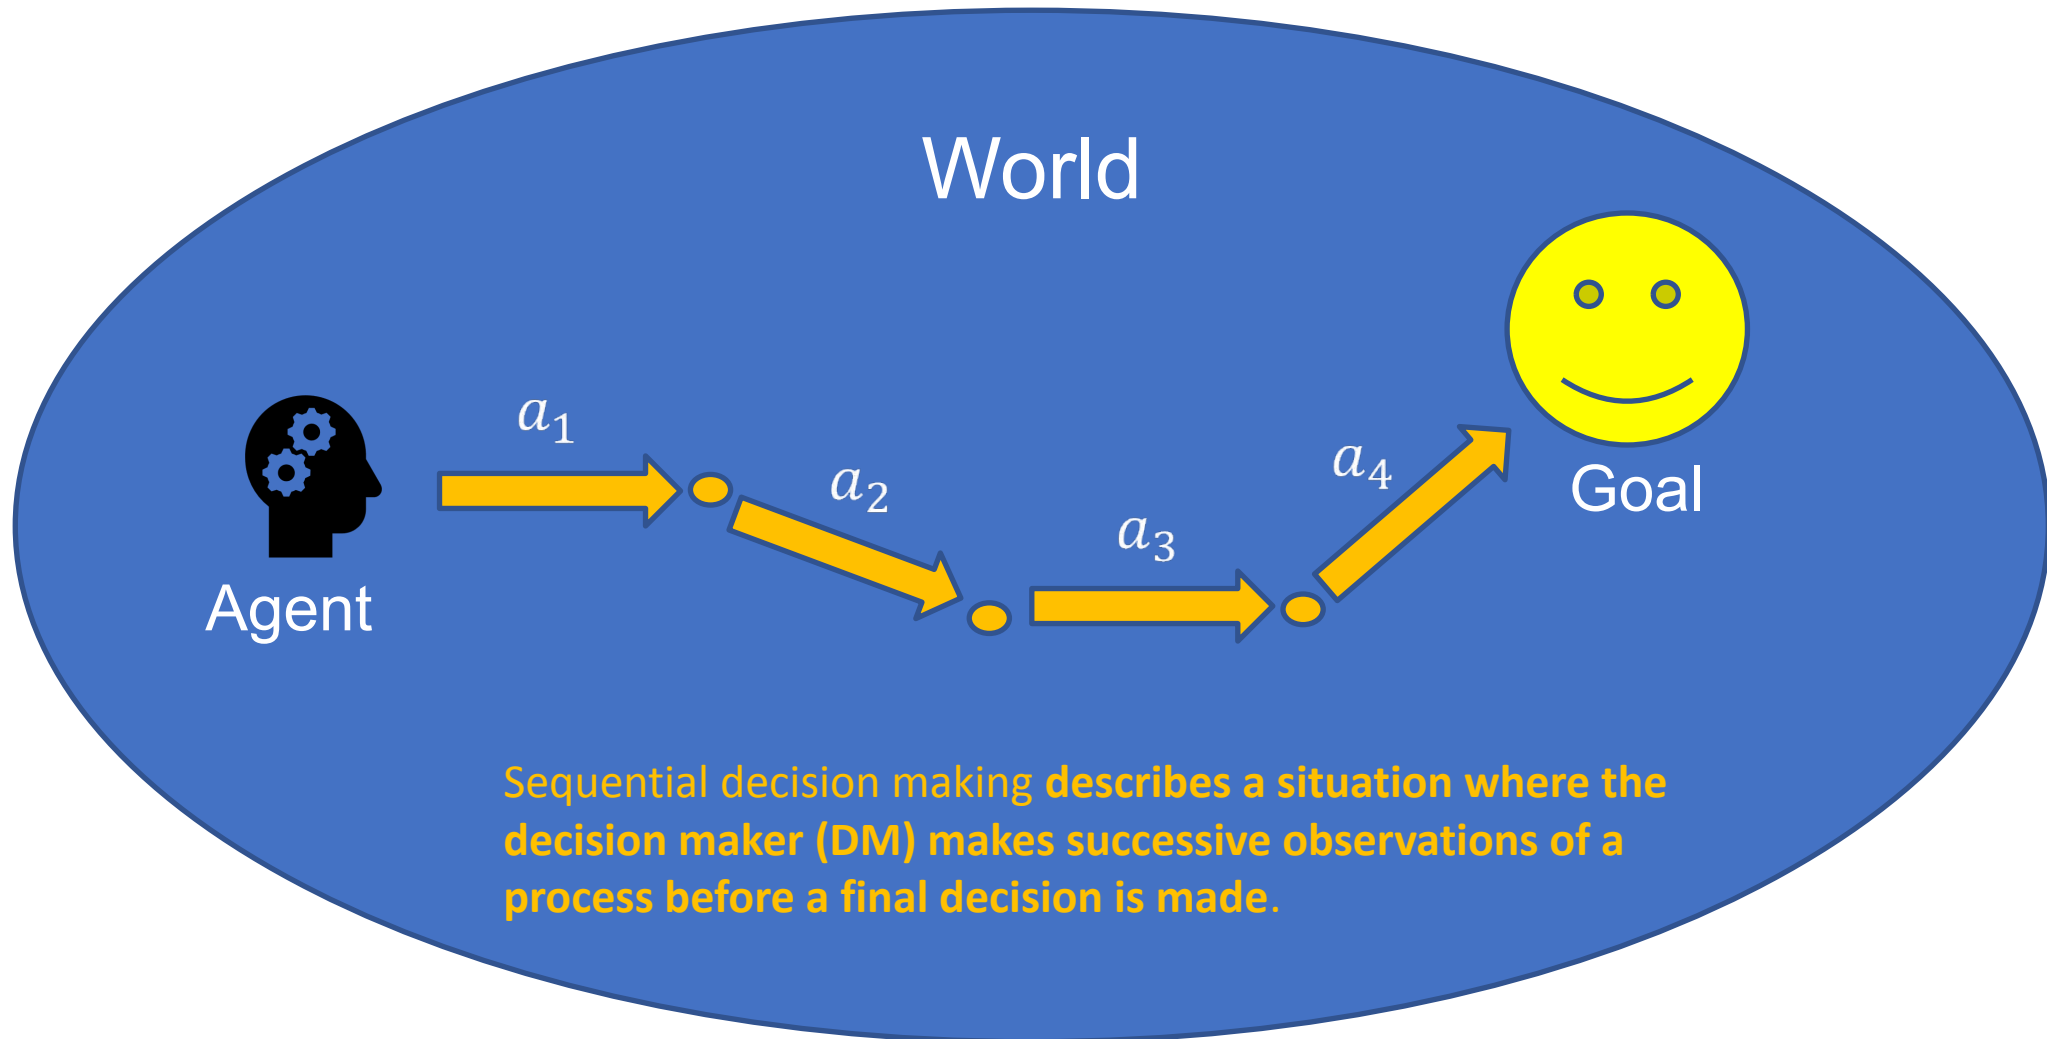 World
a₁
a₂
a₃
a₄
Goal
Agent
Sequential decision making describes a situation where the
decision maker (DM) makes successive observations of a
process before a final decision is made.